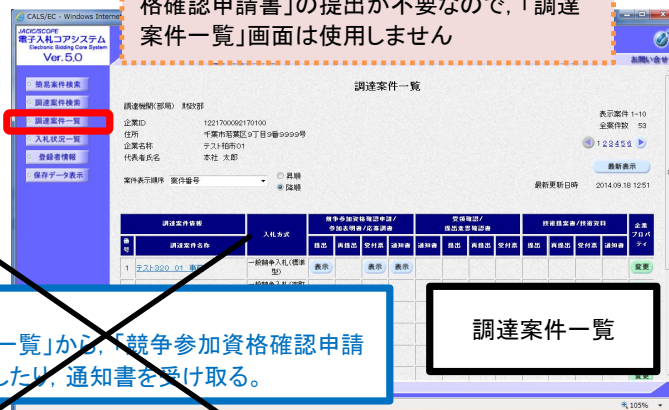 格確認申請書」の提出が不要なので,「調達
案件一覧」画面は使用しません
CALS/EC - Windows Interne
JACIC/SCOPE
電子入札コアシステム
Electronic Bidding Core System
Ver.5.0
お問い合せ
簡易案件検索
調達案件検索
調達案件一覧
入札状況一覧
登録者情報
保存データ表示
調達案件一覧
調達機関(部局) 財政部
企業ID 1221700092170100
住所 千葉市若葉区9丁目9番9999号
企業名称 テスト柏市01
代表者氏名 本社 太郎
表示案件 1-10
全案件数 53
1 2 3 4 5 6
最新表示
案件表示順序 案件番号
昇順
降順
最新更新日時 2014.09.18 12:51
調達案件情報
入札方式
競争参加資格確認申請/
参加表明書/応募調書
受領確認/
提出意思確認書
技術提案書/技術資料
企業
プロパ
ティ
番
号
調達案件名称
提出 再提出 受付票 通知書 通知書 提出 再提出 受付票 提出 再提出 受付票 通知書
1 テスト320_01_事
一般競争入札(標準
型)
表示 表示 表示 変更
調達案件一覧
一覧」から,「競争参加資格確認申請
したり, 通知書を受け取る。
変更
105%